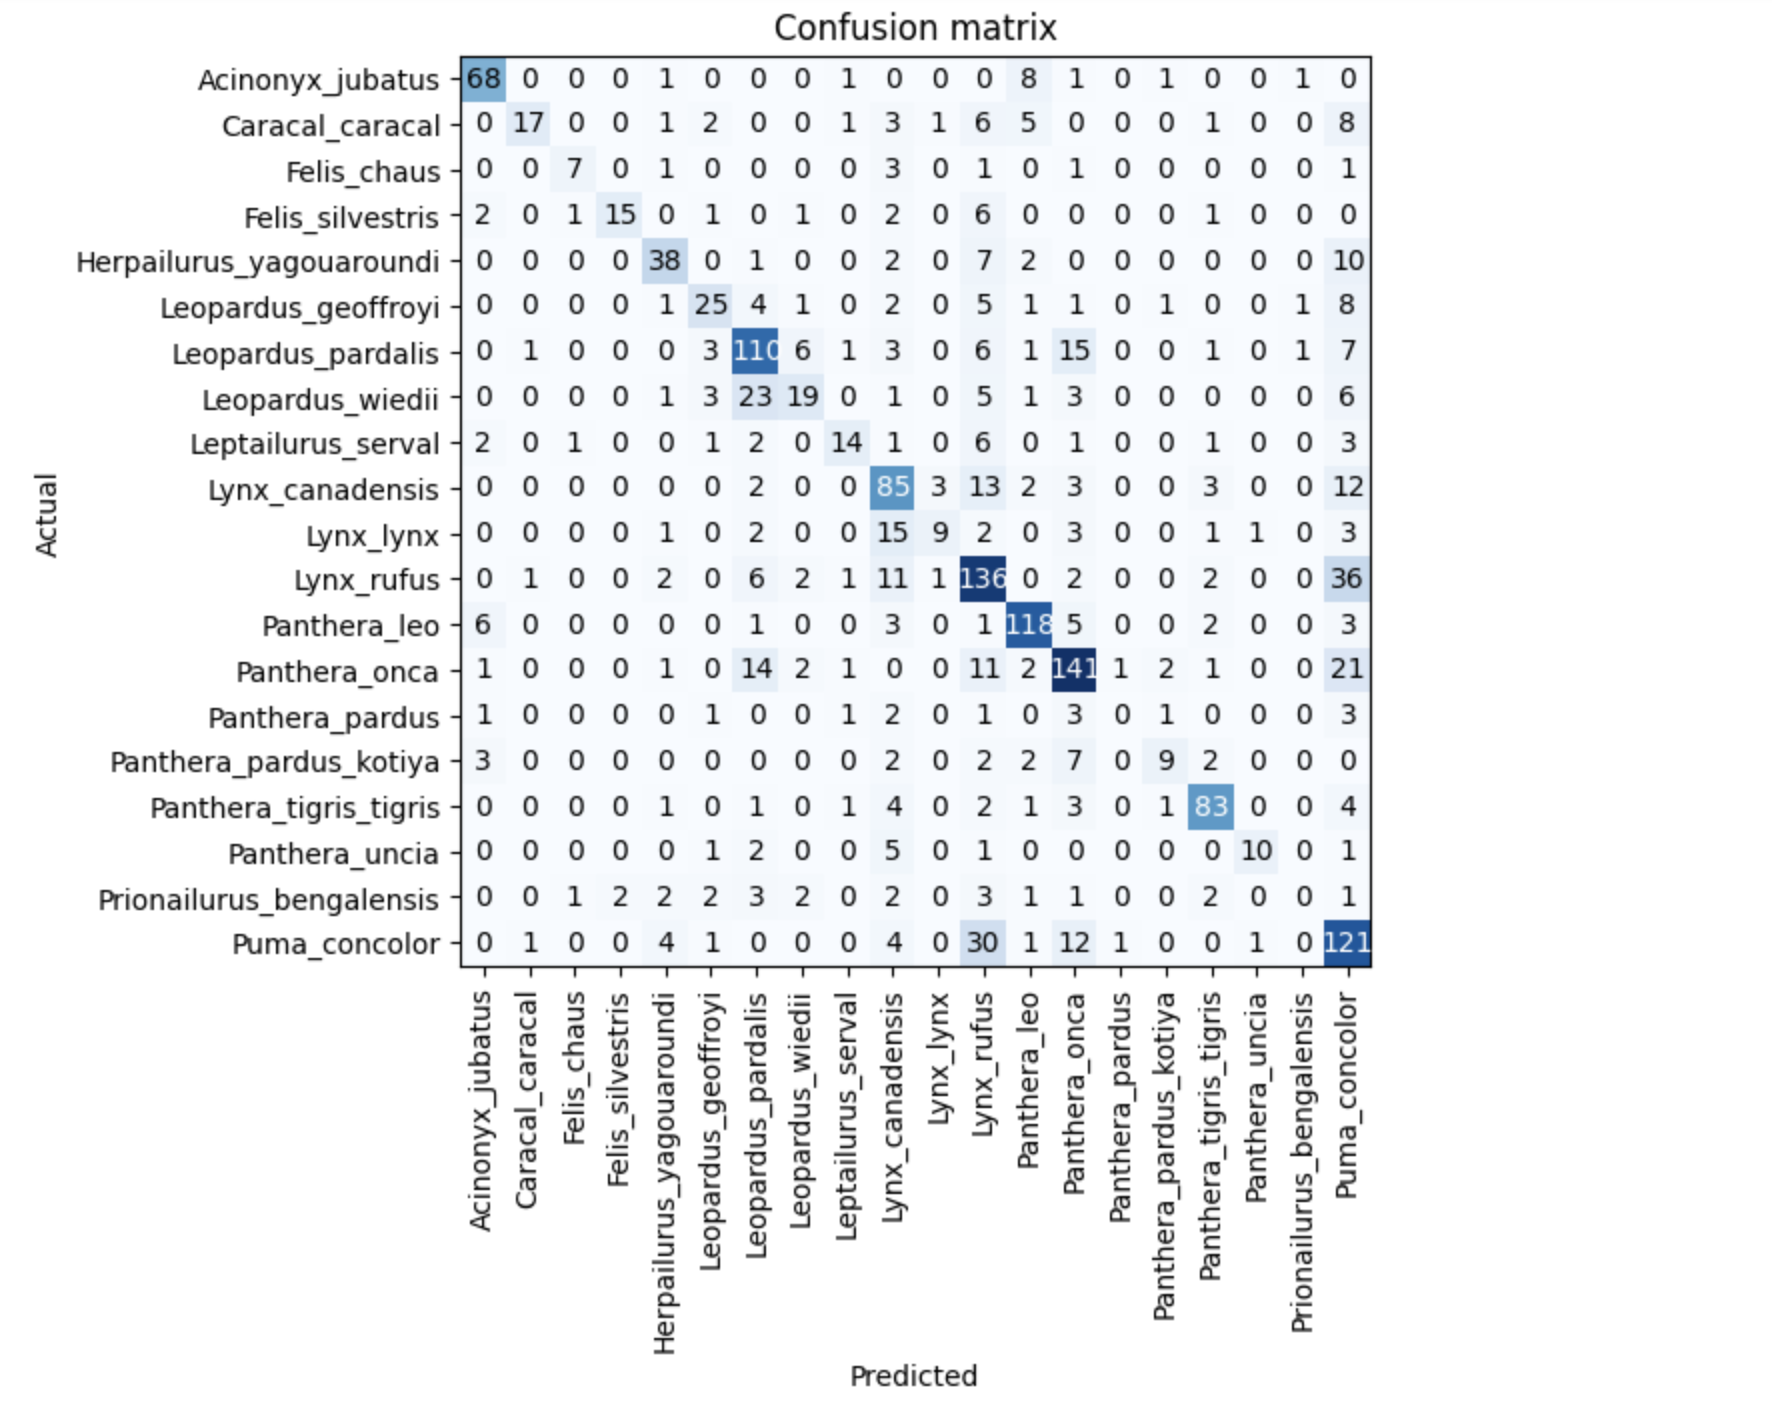 Confusion matrix
Actual
Acinonyx_jubatus 68 0 0 0 1 0 0 0 1 0 0 0 8 1 0 1 0 0 1 0
Caracal_caracal 0 17 0 0 1 2 0 0 1 3 1 6 5 0 0 0 1 0 0 8
Felis_chaus 0 0 7 0 1 0 0 0 0 3 0 1 0 1 0 0 0 0 0 1
Felis_silvestris 2 0 1 15 0 1 0 1 0 2 0 6 0 0 0 0 1 0 0 0
Herpailurus_yagouaroundi 0 0 0 0 38 0 1 0 0 2 0 7 2 0 0 0 0 0 0 10
Leopardus_geoffroyi 0 0 0 0 1 25 4 1 0 2 0 5 1 1 0 1 0 0 1 8
Leopardus_pardalis 0 1 0 0 0 3 110 6 1 3 0 6 1 15 0 0 1 0 1 7
Leopardus_wiedii 0 0 0 0 1 3 23 19 0 1 0 5 1 3 0 0 0 0 0 6
Leptailurus_serval 2 0 1 0 0 1 2 0 14 1 0 6 0 1 0 0 1 0 0 3
Lynx_canadensis 0 0 0 0 0 0 2 0 0 85 3 13 2 3 0 0 3 0 0 12
Lynx_lynx 0 0 0 0 1 0 2 0 0 15 9 2 0 3 0 0 1 1 0 3
Lynx_rufus 0 1 0 0 2 0 6 2 1 11 1 136 0 2 0 0 2 0 0 36
Panthera_leo 6 0 0 0 0 0 1 0 0 3 0 1 118 5 0 0 2 0 0 3
Panthera_onca 1 0 0 0 1 0 14 2 1 0 0 11 2 141 1 2 1 0 0 21
Panthera_pardus 1 0 0 0 0 1 0 0 1 2 0 1 0 3 0 1 0 0 0 3
Panthera_pardus_kotiya 3 0 0 0 0 0 0 0 0 2 0 2 2 7 0 9 2 0 0 0
Panthera_tigris_tigris 0 0 0 0 1 0 1 0 1 4 0 2 1 3 0 1 83 0 0 4
Panthera_uncia 0 0 0 0 0 1 2 0 0 5 0 1 0 0 0 0 0 10 0 1
Prionailurus_bengalensis 0 0 1 2 2 2 3 2 0 2 0 3 1 1 0 0 2 0 0 1
Puma_concolor 0 1 0 0 4 1 0 0 0 4 0 30 1 12 1 0 0 1 0 121
Acinonyx_jubatus
Caracal_caracal
Felis_chaus
Felis_silvestris
Herpailurus_yagouaroundi
Leopardus_geoffroyi
Leopardus_pardalis
Leopardus_wiedii
Leptailurus_serval
Lynx_canadensis
Lynx_lynx
Lynx_rufus
Panthera_leo
Panthera_onca
Panthera_pardus
Panthera_pardus_kotiya
Panthera_tigris_tigris
Panthera_uncia
Prionailurus_bengalensis
Puma_concolor
Predicted